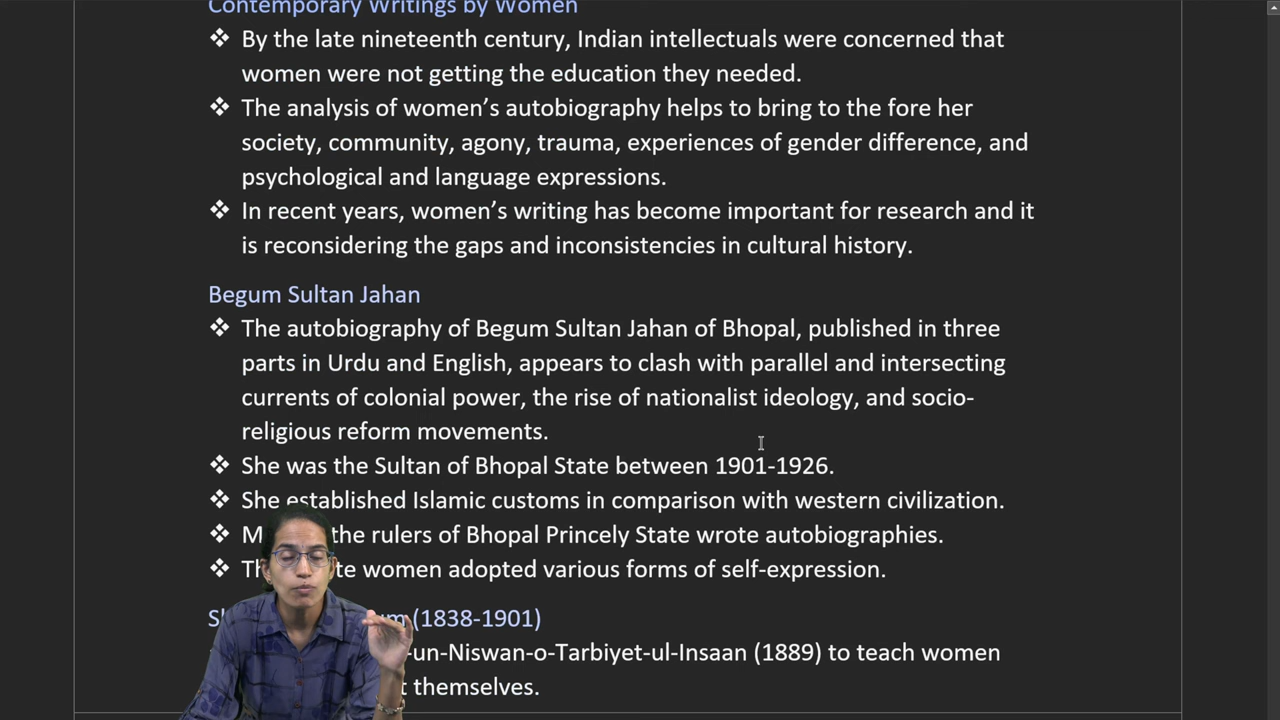 Contemporary Writings by Women
❖ By the late nineteenth century, Indian intellectuals were concerned that
women were not getting the education they needed.
❖ The analysis of women's autobiography helps to bring to the fore her
society, community, agony, trauma, experiences of gender difference, and
psychological and language expressions.
❖ In recent years, women's writing has become important for research and it
is reconsidering the gaps and inconsistencies in cultural history.
Begum Sultan Jahan
❖ The autobiography of Begum Sultan Jahan of Bhopal, published in three
parts in Urdu and English, appears to clash with parallel and intersecting
currents of colonial power, the rise of nationalist ideology, and socio-
religious reform movements.
❖ She was the Sultan of Bhopal State between 1901-1926.
❖ She established Islamic customs in comparison with western civilization.
❖ the rulers of Bhopal Princely State wrote autobiographies.
❖ women adopted various forms of self-expression.
(1838-1901)
-un-Niswan-o-Tarbiyet-ul-Insaan (1889) to teach women
themselves.